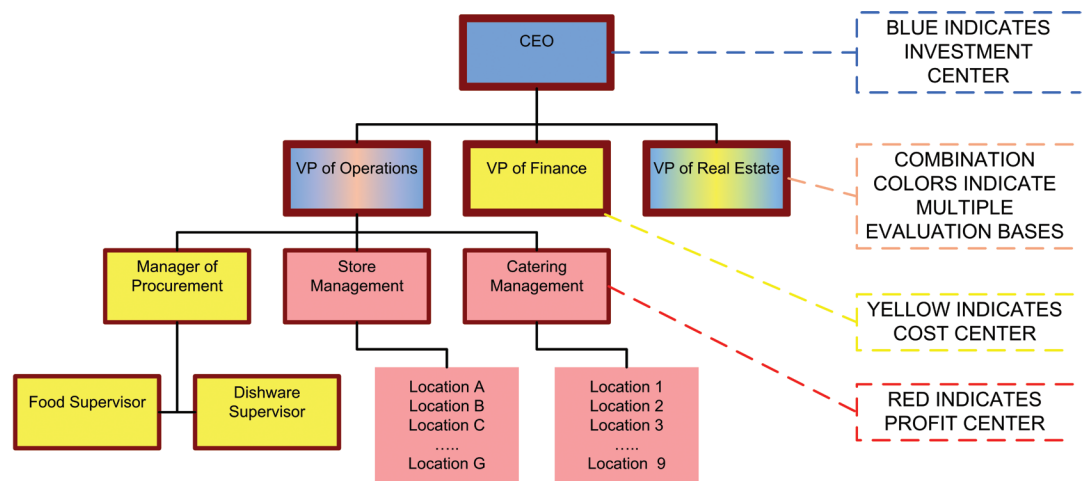 CEO
BLUE INDICATES
INVESTMENT
CENTER
VP of Operations
VP of Finance
VP of Real Estate
COMBINATION
COLORS INDICATE
MULTIPLE
EVALUATION BASES
Manager of
Procurement
Store
Management
Catering
Management
YELLOW INDICATES
COST CENTER
Food Supervisor
Dishware
Supervisor
Location A
Location B
Location C
.....
Location G
Location 1
Location 2
Location 3
.....
Location 9
RED INDICATES
PROFIT CENTER